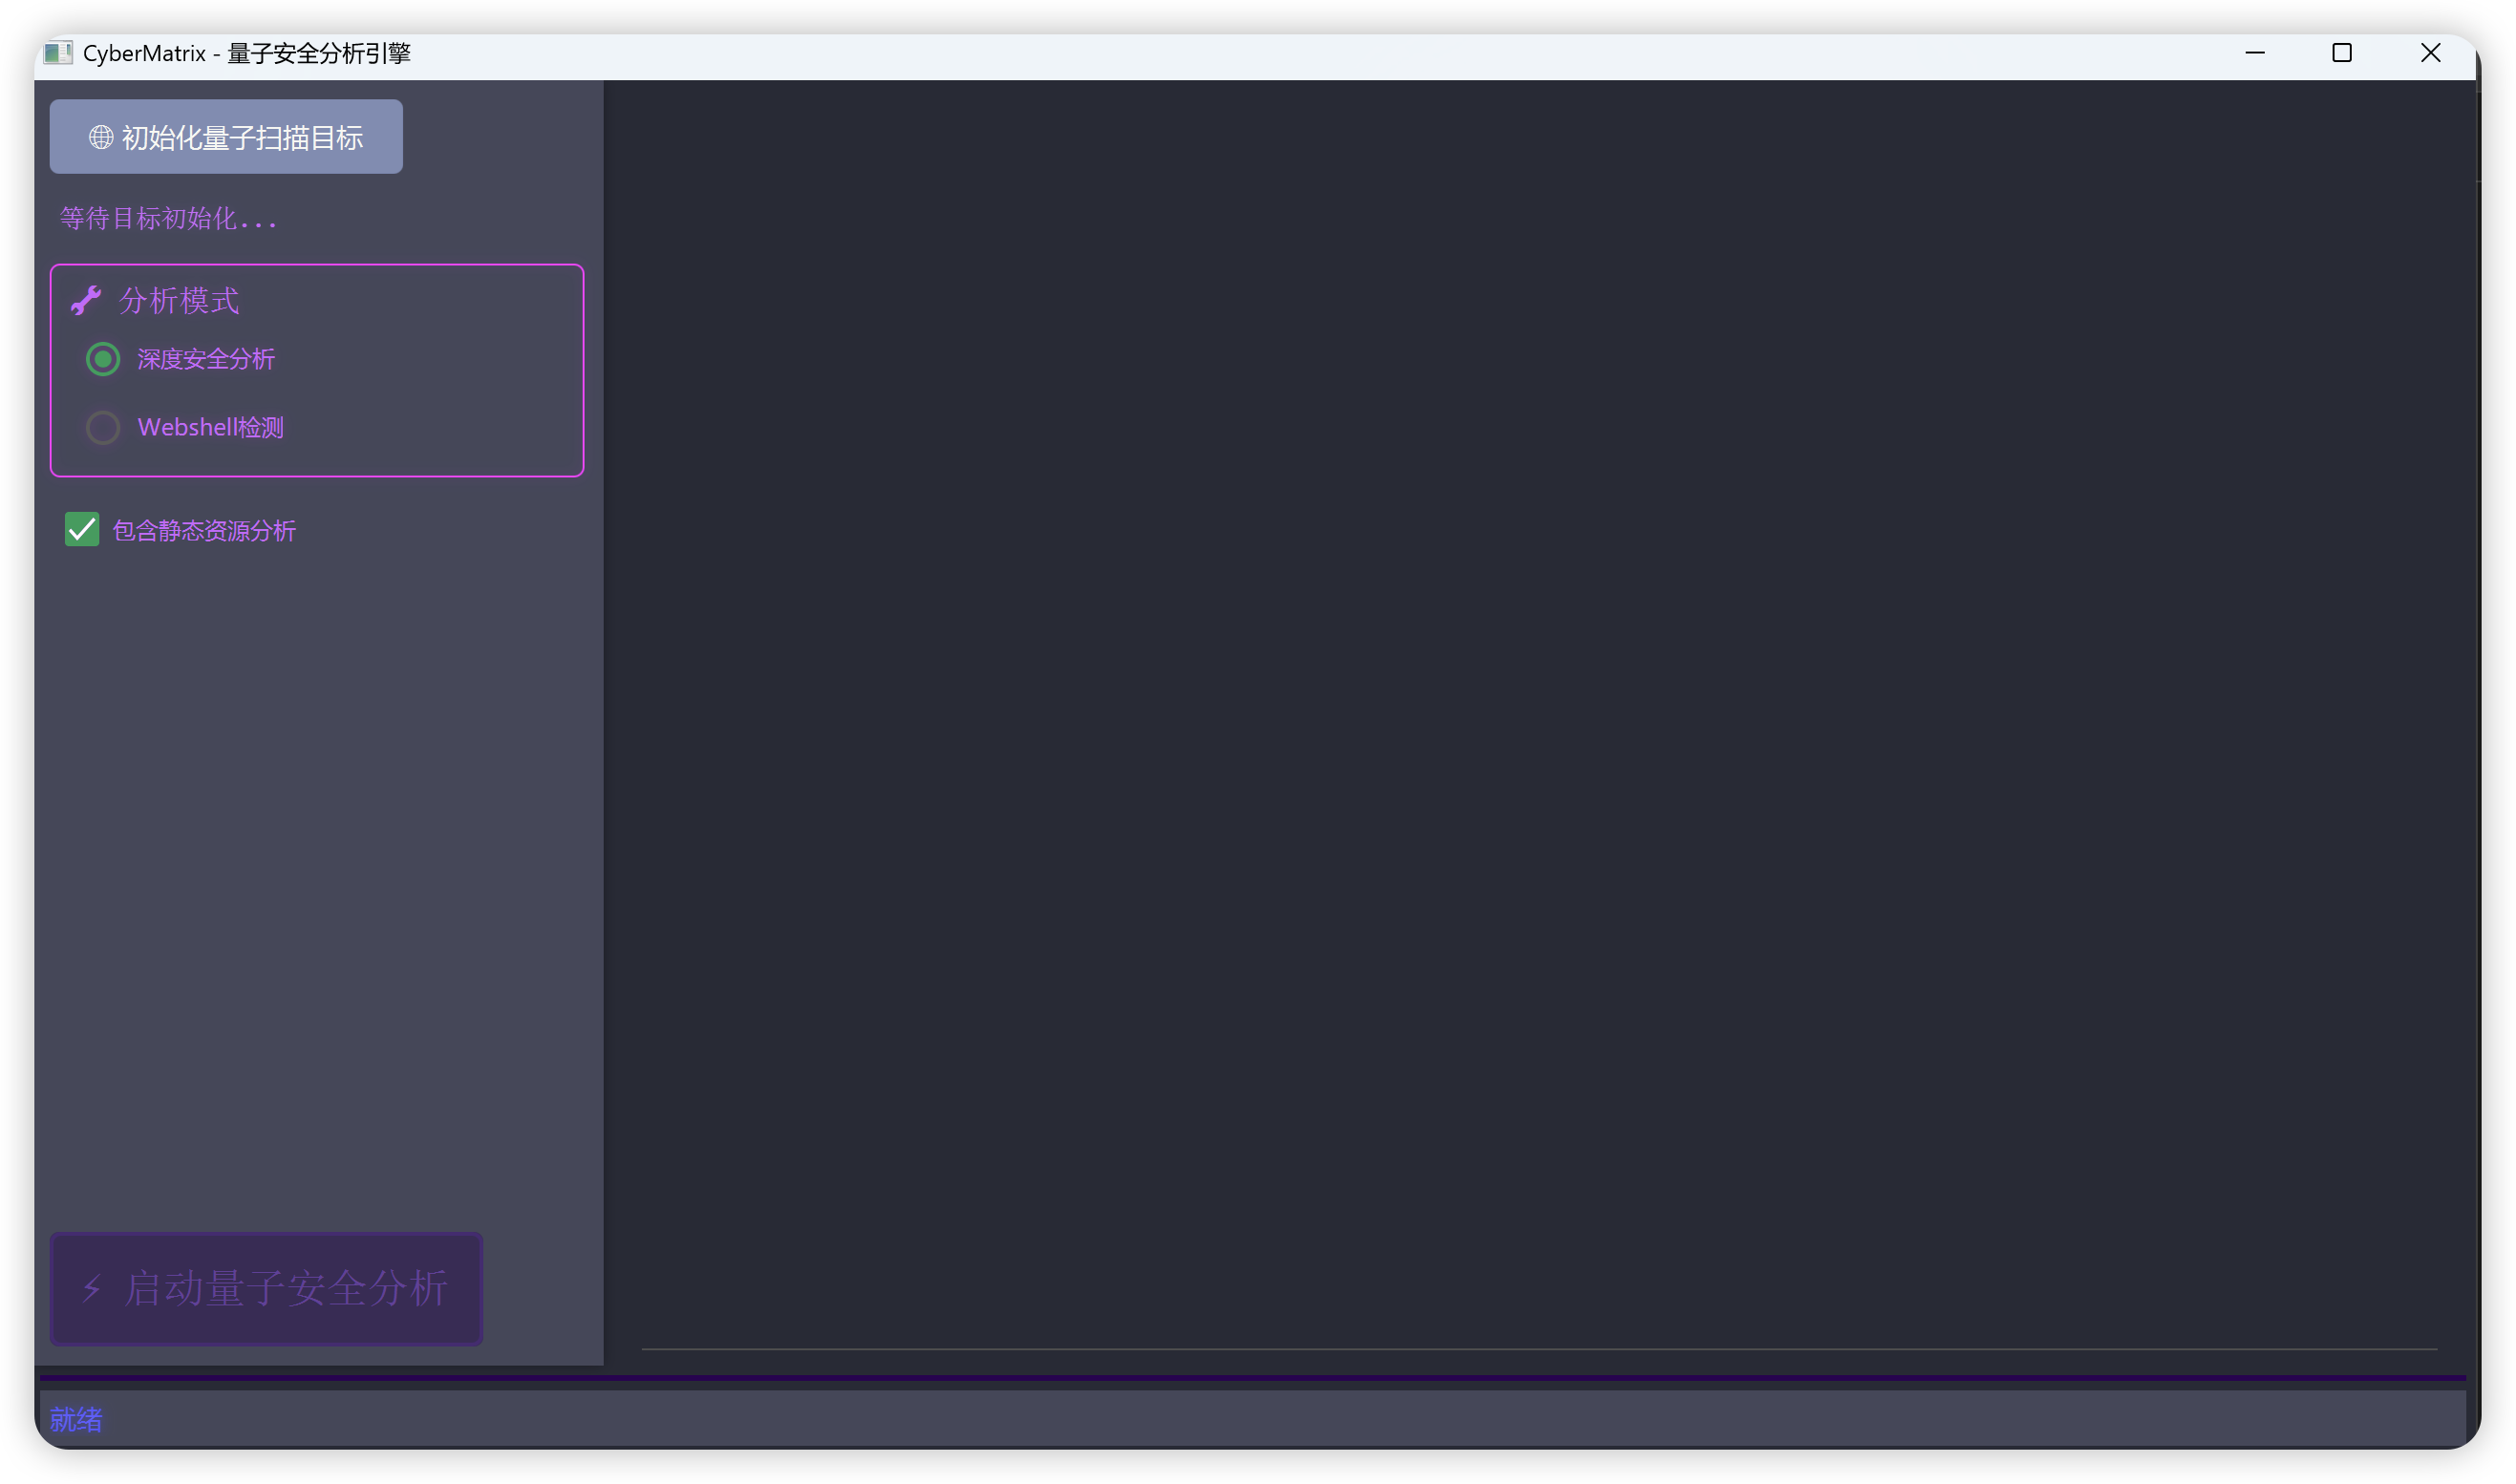 CyberMatrix - 量子安全分析引擎
初始化量子扫描目标
等待目标初始化...
分析模式
深度安全分析
Webshell检测
包含静态资源分析
启动量子安全分析
就绪